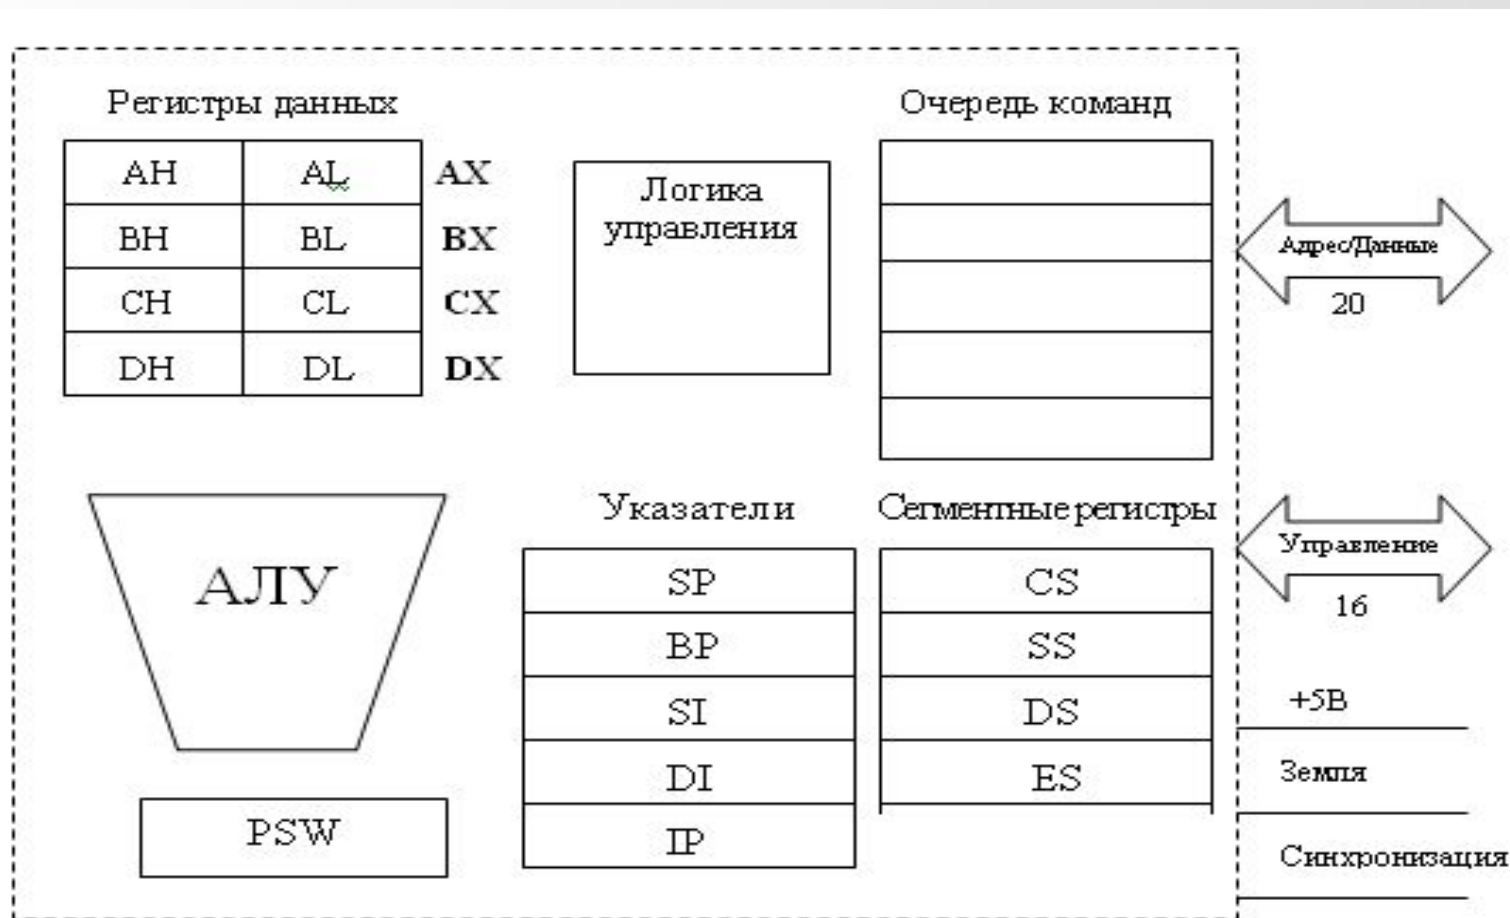 Регистры данных
AH AL AX
BH BL BX
CH CL CX
DH DL DX
Логика
управления
Очередь команд
Адрес/Данные
20
АЛУ
PSW
Указатели
SP
BP
SI
DI
IP
Сегментные регистры
CS
SS
DS
ES
Управление
16
+5В
Земля
Синхронизация